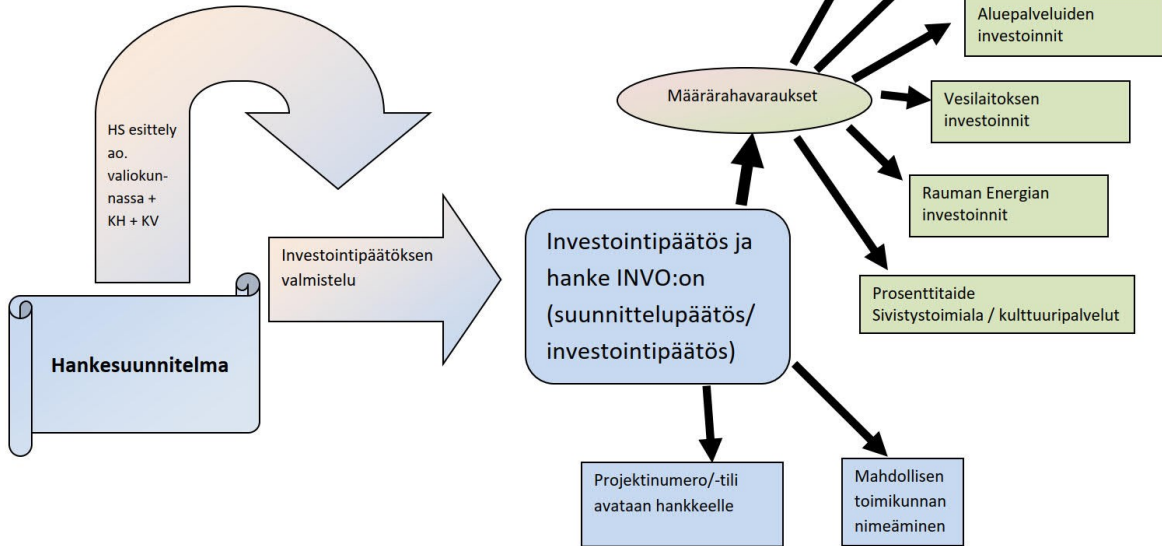 HS esittely
ao.
valiokun-
nassa +
KH + KV
Hankesuunnitelma
Investointipäätöksen
valmistelu
Investointipäätös ja
hanke INVO:on
(suunnittelupäätös/
investointipäätös)
Määrärahavaraukset
Aluepalveluiden
investoinnit
Vesilaitoksen
investoinnit
Rauman Energian
investoinnit
Prosenttitaide
Sivistystoimiala / kulttuuripalvelut
Projektinumero/-tili
avataan hankkeelle
Mahdollisen
toimikunnan
nimeäminen